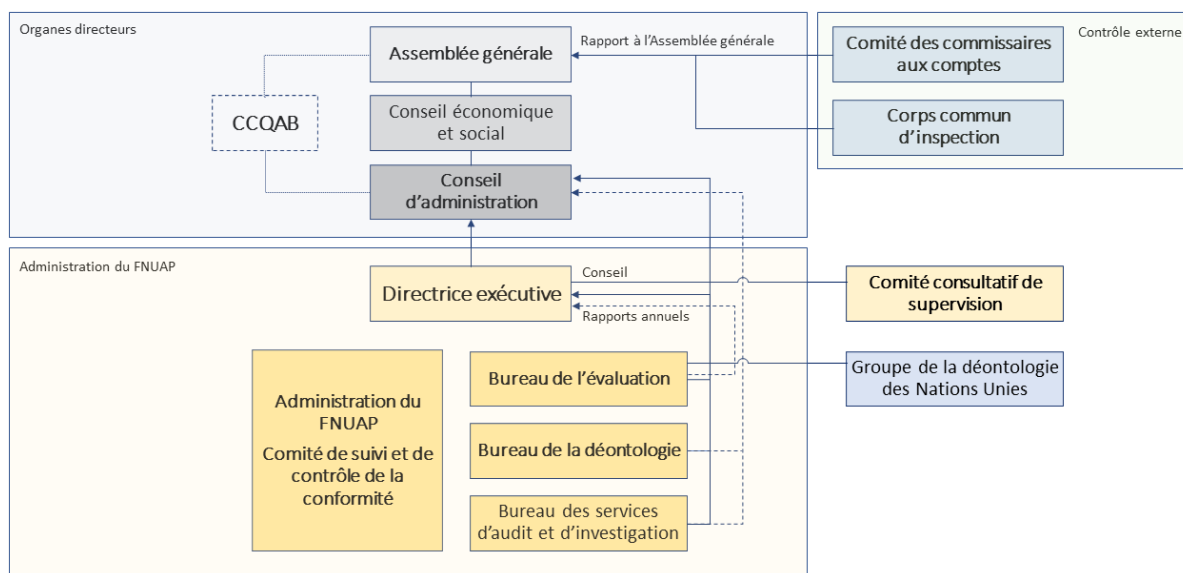 Organes directeurs
Assemblée générale
Rapport à l'Assemblée générale
Comité des commissaires
aux comptes
Contrôle externe
CCQAB
Conseil économique
et social
Corps commun
d'inspection
Conseil
d'administration
Administration du FNUAP
Directrice exécutive
Conseil
Rapports annuels
Comité consultatif de
supervision
Administration du
FNUAP
Comité de suivi et de
contrôle de la
conformité
Bureau de l'évaluation
Groupe de la déontologie
des Nations Unies
Bureau de la déontologie
Bureau des services
d'audit et d'investigation